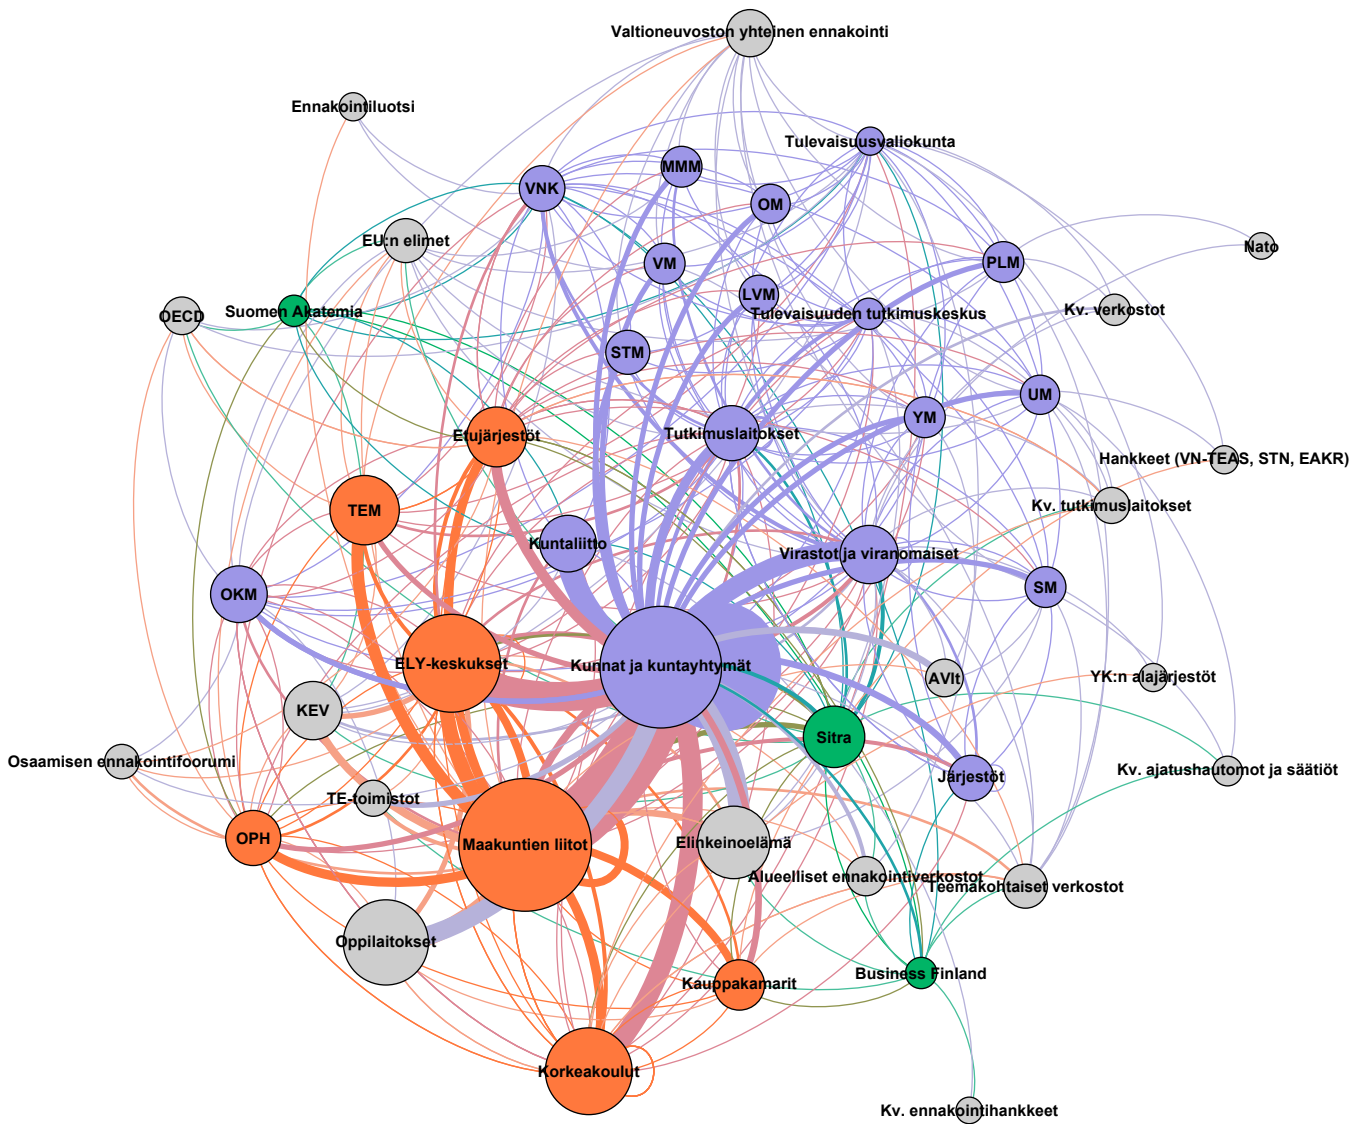 Valtioneuvoston yhteinen ennakointi
Ennakointiluotsi
Tulevaisuusvaliokunta
MMM
VNK
OM
EU:n elimet
Nato
VM
PLM
LVM
Suomen Akatemia
Kv. verkostot
OECD
Tulevaisuuden tutkimuskeskus
STM
UM
YM
Etujärjestöt
Tutkimuslaitokset
Hankkeet (VN-TEAS, STN, EAKR)
Kv. tutkimuslaitokset
TEM
Kuntaliitto
Virastot ja viranomaiset
OKM
SM
ELY-keskukset
Kunnat ja kuntayhtymät
YK:n alajärjestöt
AVIt
KEV
Sitra
Osaamisen ennakointifoorumi
Kv. ajatushautomot ja säätiöt
Järjestöt
TE-toimistot
OPH
Maakuntien liitot
Elinkeinoelämä
Alueelliset ennakointiverkostot
Teemakohtaiset verkostot
Oppilaitokset
Business Finland
Kauppakamarit
Korkeakoulut
Kv. ennakointihankkeet